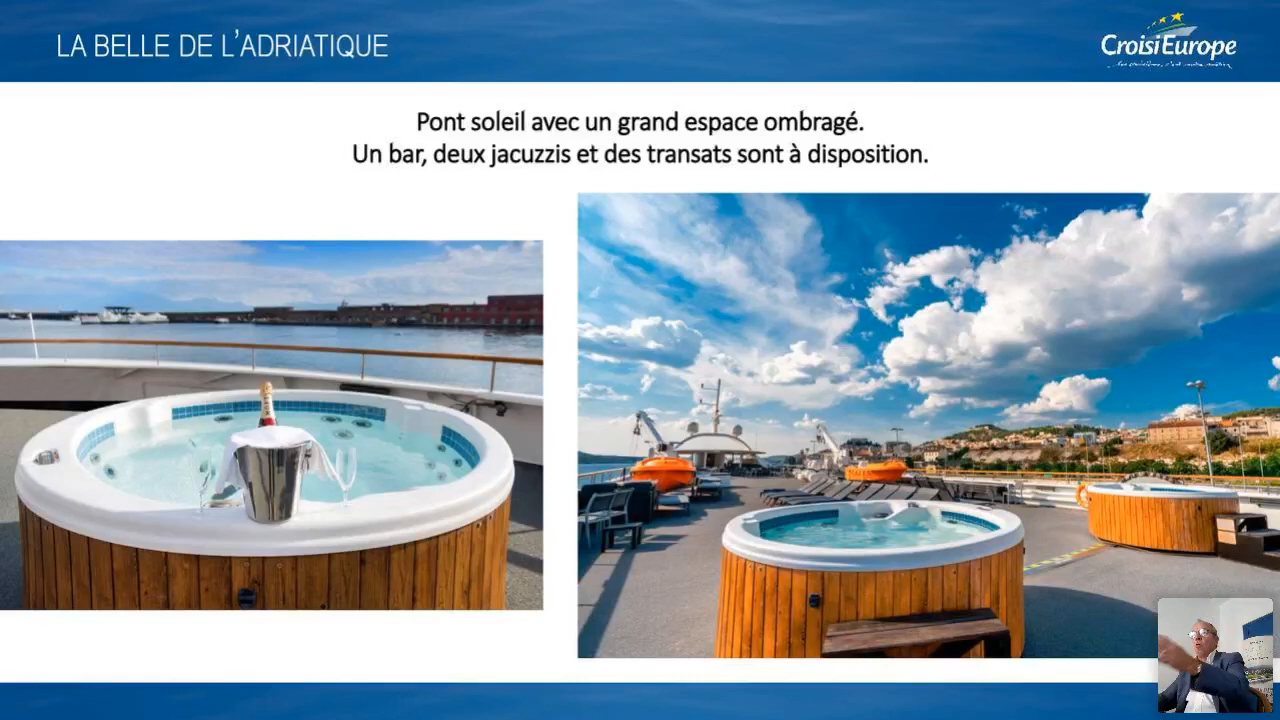 LA BELLE DE L'ADRIATIQUE
CroisiEurope
Pont soleil avec un grand espace ombragé.
Un bar, deux jacuzzis et des transats sont à disposition.